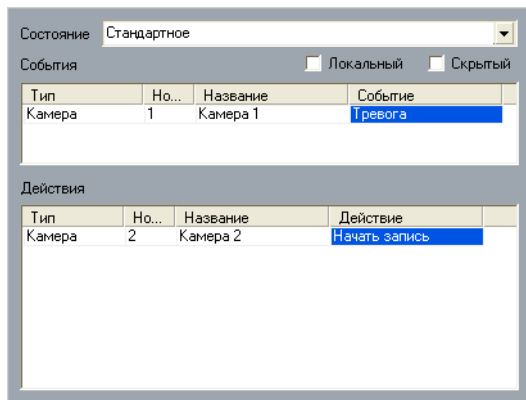 Состояние Стандартное
События Локальный Скрытый
Тип Но... Название Событие
Камера 1 Камера 1 Тревога
Действия
Тип Но... Название Действие
Камера 2 Камера 2 Начать запись